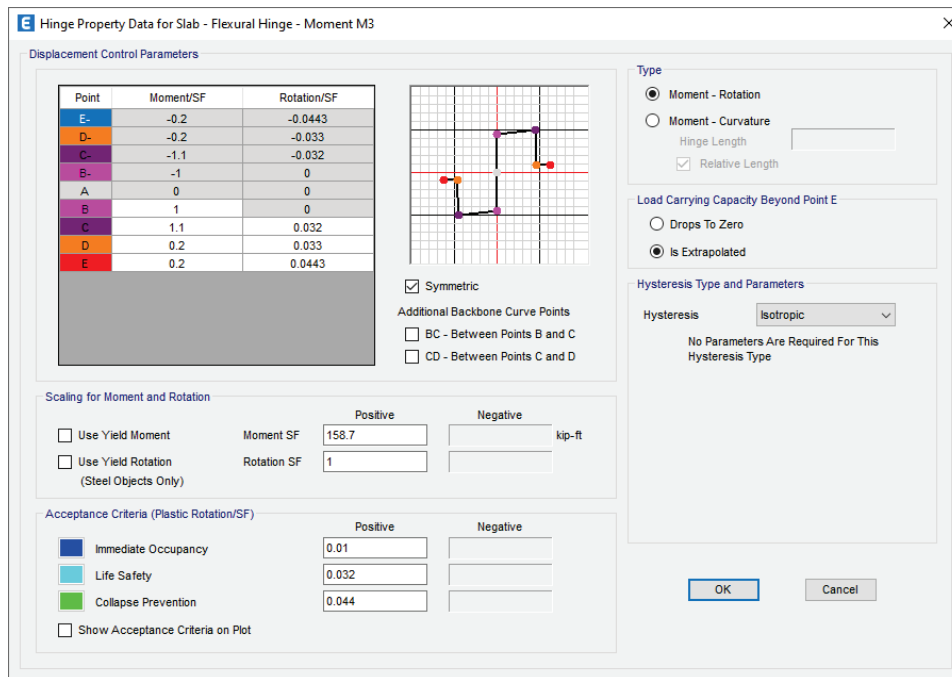 E Hinge Property Data for Slab - Flexural Hinge - Moment M3
Displacement Control Parameters
Point Moment/SF Rotation/SF
E- -0.2 -0.0443
D- -0.2 -0.033
C- -1.1 -0.032
B- -1 0
A 0 0
B 1 0
C 1.1 0.032
D 0.2 0.033
E 0.2 0.0443
Symmetric
Additional Backbone Curve Points
BC - Between Points B and C
CD - Between Points C and D
Type
Moment - Rotation
Moment - Curvature
Hinge Length
Relative Length
Load Carrying Capacity Beyond Point E
Drops To Zero
Is Extrapolated
Hysteresis Type and Parameters
Hysteresis Isotropic
No Parameters Are Required For This
Hysteresis Type
Scaling for Moment and Rotation
Positive Negative
Use Yield Moment Moment SF 158.7 kip-ft
Use Yield Rotation Rotation SF 1
(Steel Objects Only)
Acceptance Criteria (Plastic Rotation/SF)
Positive Negative
Immediate Occupancy 0.01
Life Safety 0.032
Collapse Prevention 0.044
Show Acceptance Criteria on Plot
OK Cancel